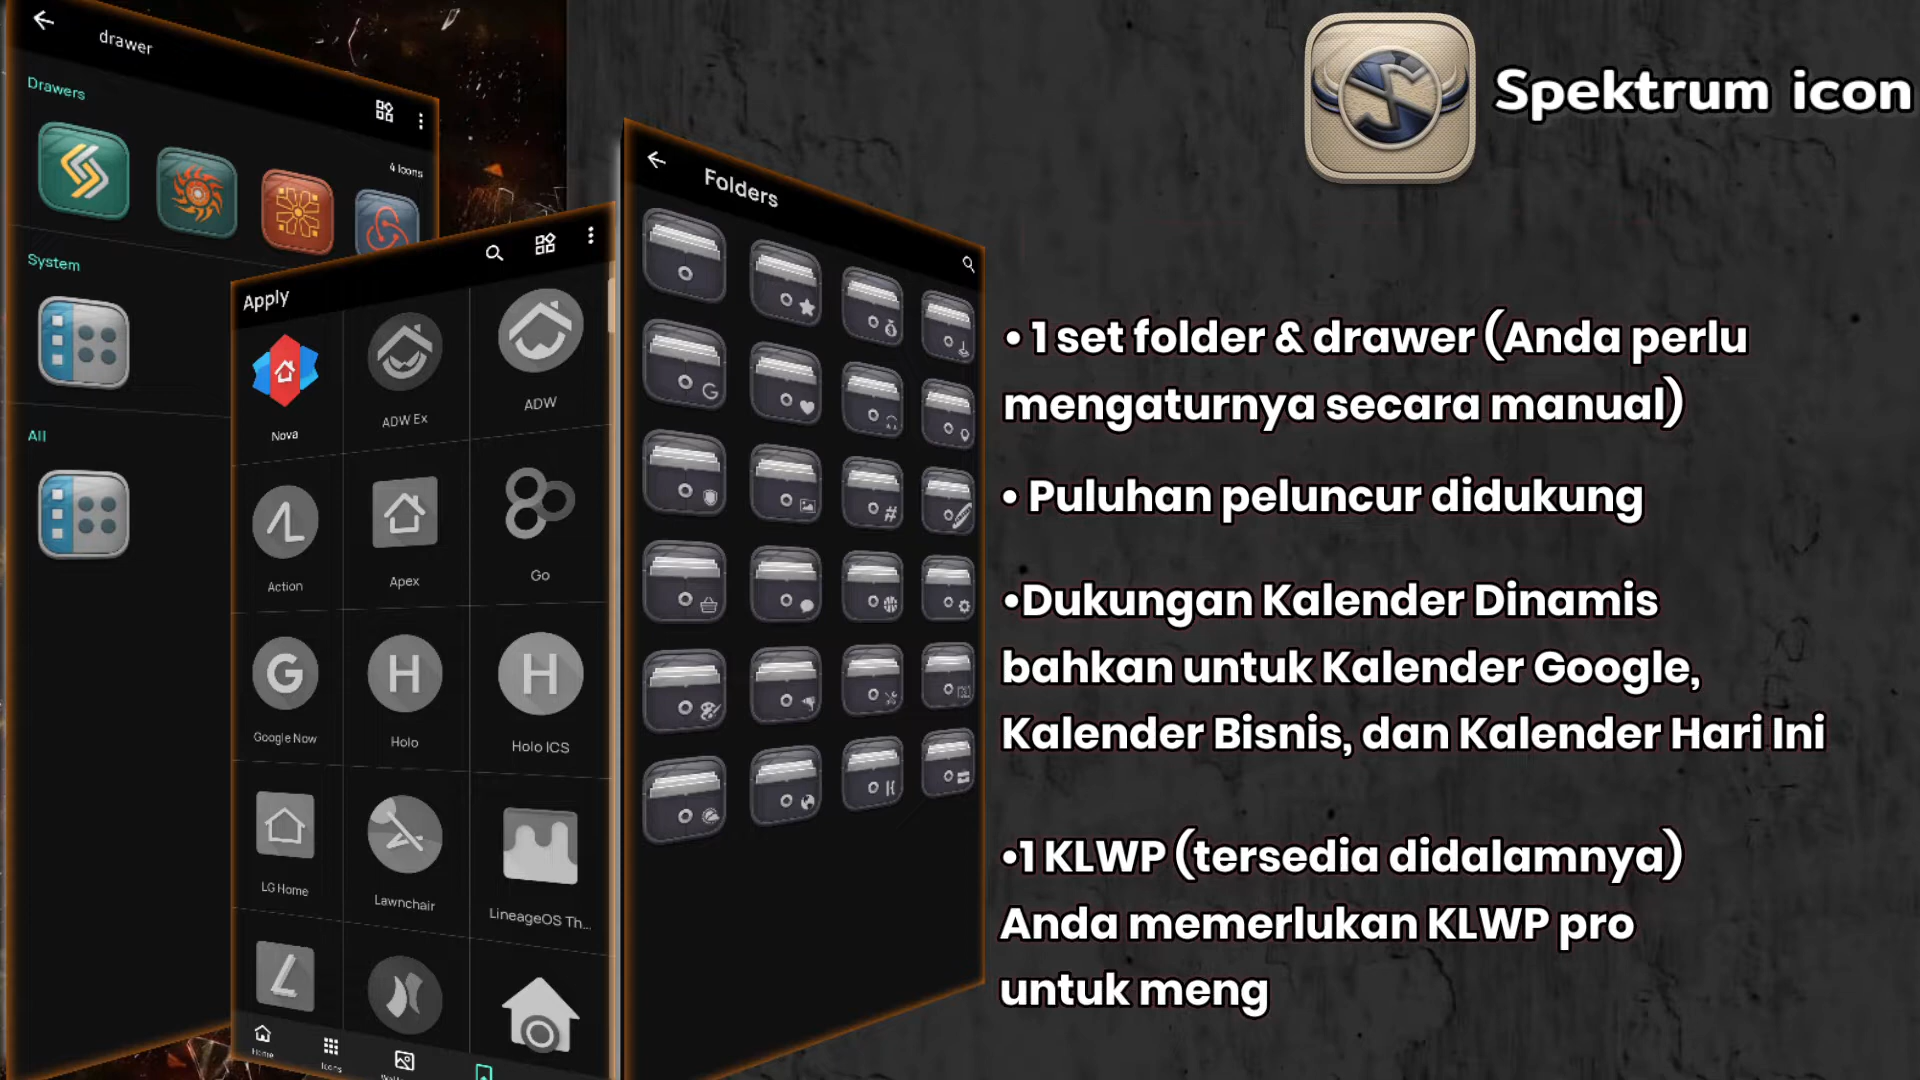 drawer
Drawers
4 Icons
System
All
Apply
Nova
ADW Ex
ADW
Action
Apex
Go
Google Now
Holo
Holo ICS
LG Home
Lawnchair
LineageOS Th...
Home
Icons
Folders
Spektrum icon
• 1 set folder & drawer (Anda perlu
mengaturnya secara manual)
• Puluhan peluncur didukung
•Dukungan Kalender Dinamis
bahkan untuk Kalender Google,
Kalender Bisnis, dan Kalender Hari Ini
•1 KLWP (tersedia didalamnya)
Anda memerlukan KLWP pro
untuk meng